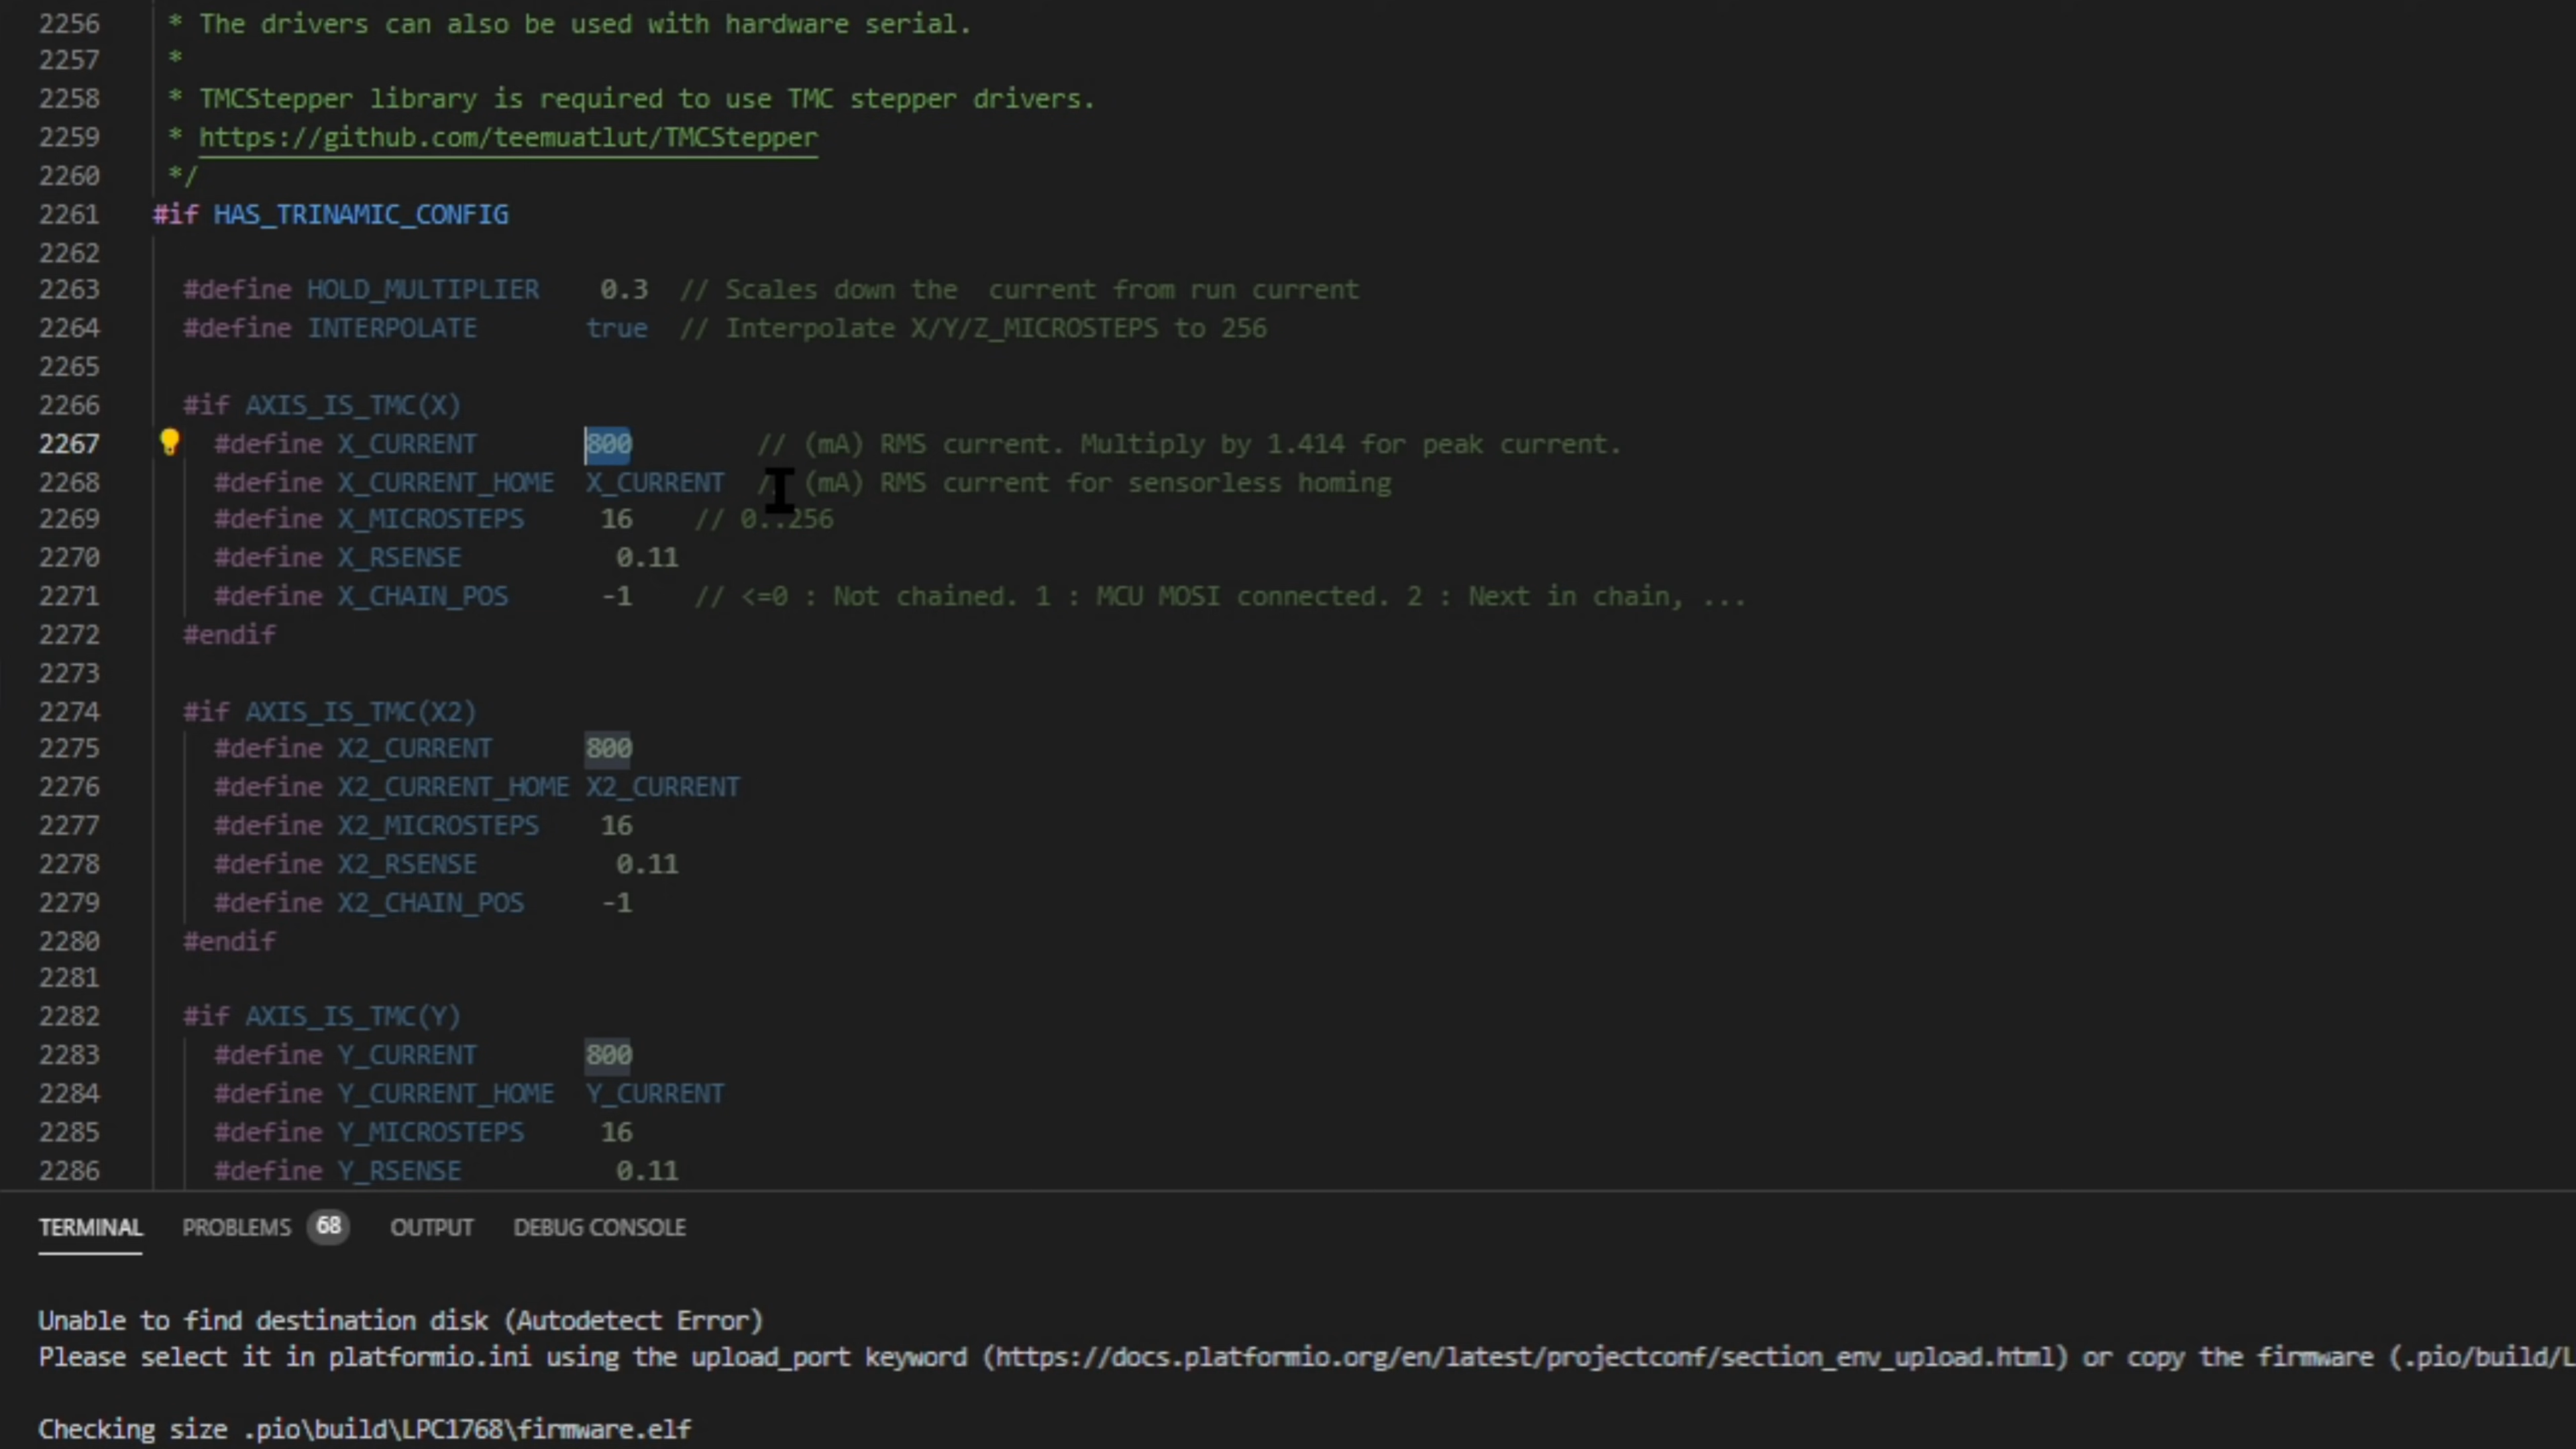 2256 * The drivers can also be used with hardware serial.
2257 *
2258 * TMCStepper library is required to use TMC stepper drivers.
2259 * https://github.com/teemuatlut/TMCStepper
2260 */
2261 #if HAS_TRINAMIC_CONFIG
2262
2263 #define HOLD_MULTIPLIER 0.3 // Scales down the current from run current
2264 #define INTERPOLATE true // Interpolate X/Y/Z_MICROSTEPS to 256
2265
2266 #if AXIS_IS_TMC(X)
2267 #define X_CURRENT 800 // (mA) RMS current. Multiply by 1.414 for peak current.
2268 #define X_CURRENT_HOME X_CURRENT // (mA) RMS current for sensorless homing
2269 #define X_MICROSTEPS 16 // 0..256
2270 #define X_RSENSE 0.11
2271 #define X_CHAIN_POS -1 // <=0 : Not chained. 1 : MCU MOSI connected. 2 : Next in chain, ...
2272 #endif
2273
2274 #if AXIS_IS_TMC(X2)
2275 #define X2_CURRENT 800
2276 #define X2_CURRENT_HOME X2_CURRENT
2277 #define X2_MICROSTEPS 16
2278 #define X2_RSENSE 0.11
2279 #define X2_CHAIN_POS -1
2280 #endif
2281
2282 #if AXIS_IS_TMC(Y)
2283 #define Y_CURRENT 800
2284 #define Y_CURRENT_HOME Y_CURRENT
2285 #define Y_MICROSTEPS 16
2286 #define Y_RSENSE 0.11
TERMINAL PROBLEMS 68 OUTPUT DEBUG CONSOLE
Unable to find destination disk (Autodetect Error)
Please select it in platformio.ini using the upload_port keyword (https://docs.platformio.org/en/latest/projectconf/section_env_upload.html) or copy the firmware (.pio/build/L
Checking size .pio\build\LPC1768\firmware.elf